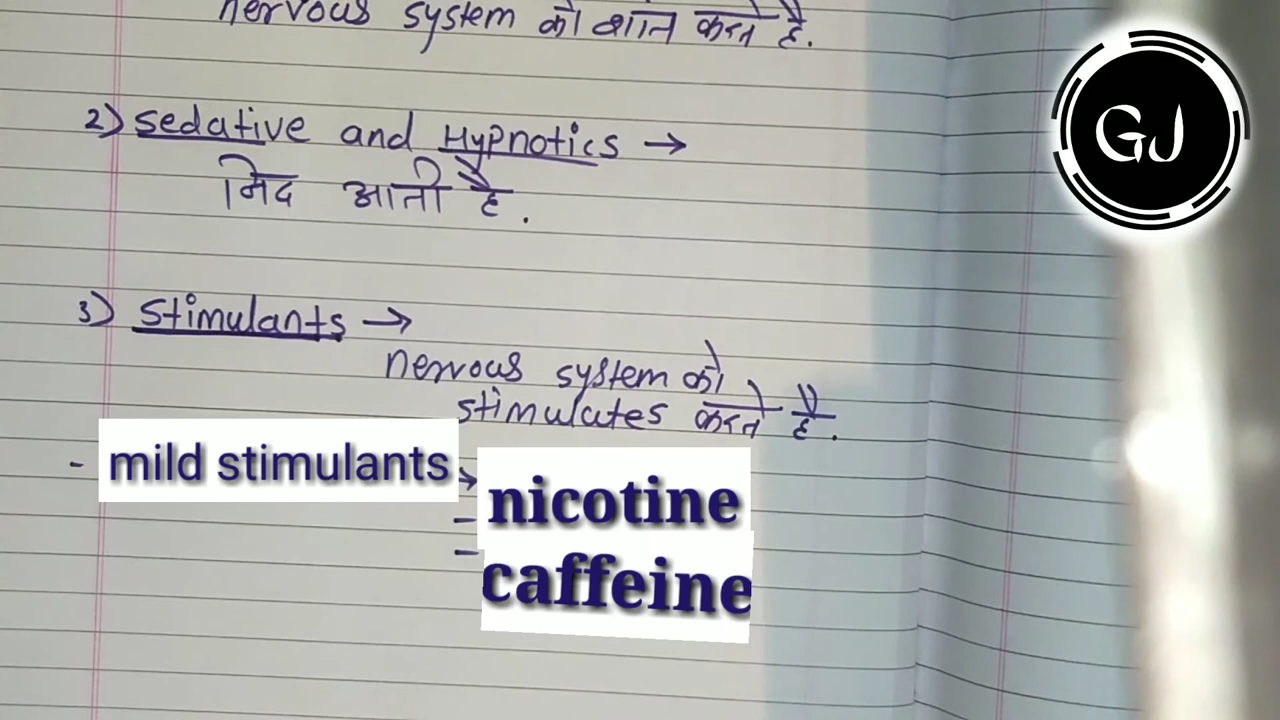 nervous system को शांत करते है.
2) Sedative and Hypnotics →
निद आती है.
3) Stimulants →
nervous system को
stimulates करते है.
- mild stimulants →
- nicotine
- caffeine
GJ